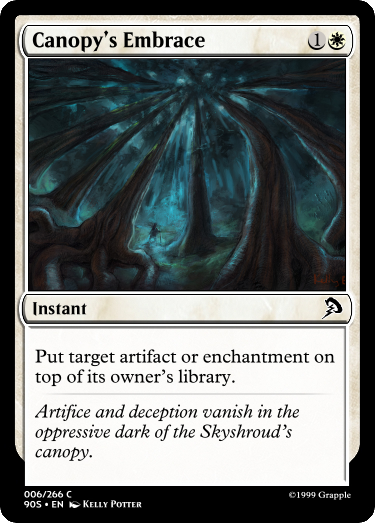 Canopy's Embrace 1
Instant
Put target artifact or enchantment on
top of its owner's library.
Artifice and deception vanish in the
oppressive dark of the Skyshroud's
canopy.
006/266 C
90S • EN KELLY POTTER
©1999 Grapple